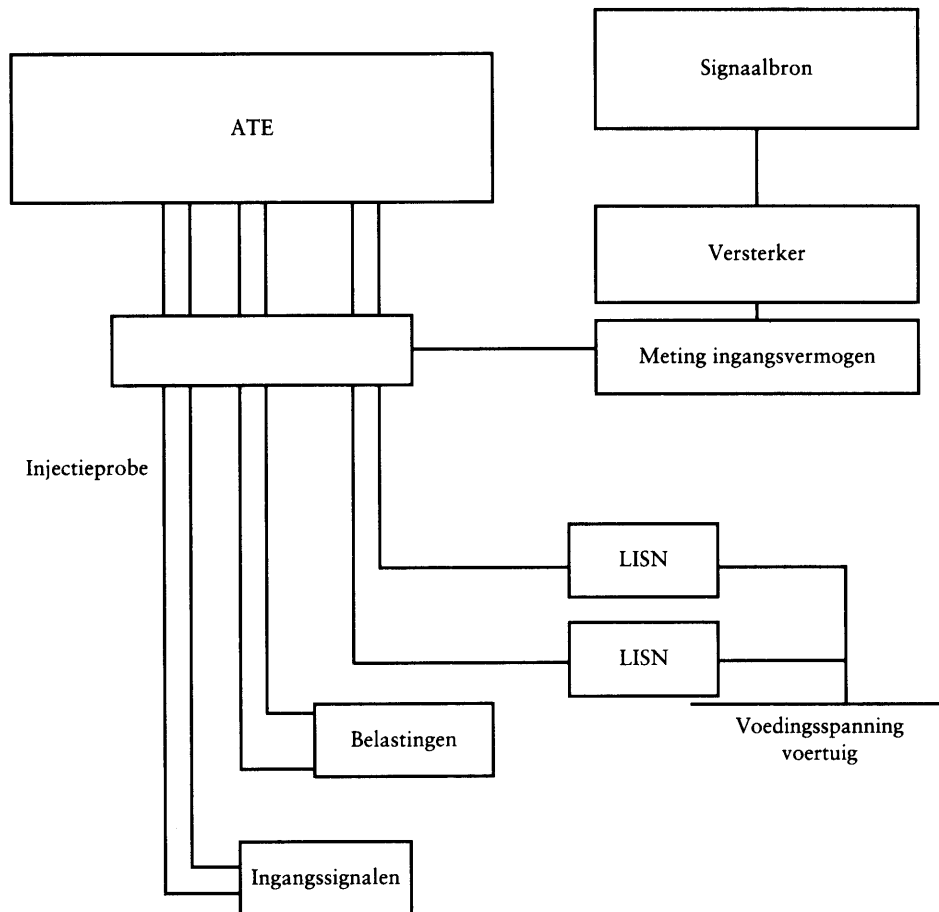 Signaalbron
ATE
Versterker
Meting ingangsvermogen
Injectieprobe
LISN
LISN
Belastingen
Voedingsspanning
voertuig
Ingangssignalen